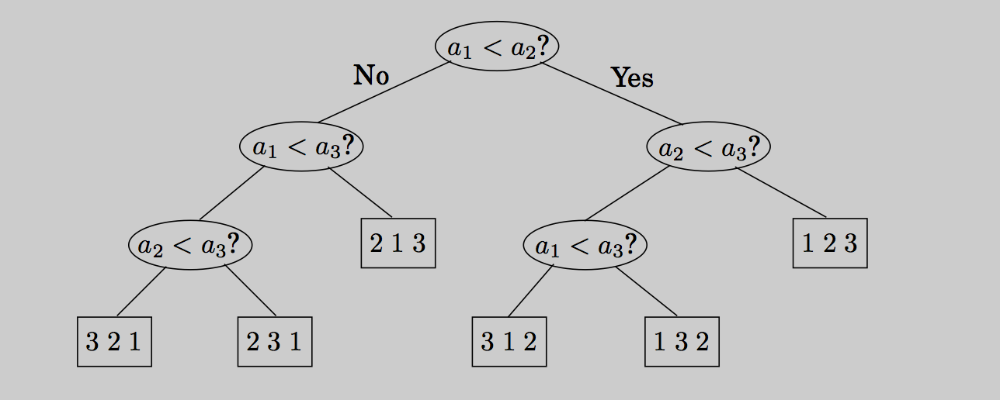 a₁ < a₂?
No
Yes
a₁ < a₃?
a₂ < a₃?
a₂ < a₃?
2 1 3
a₁ < a₃?
1 2 3
3 2 1
2 3 1
3 1 2
1 3 2